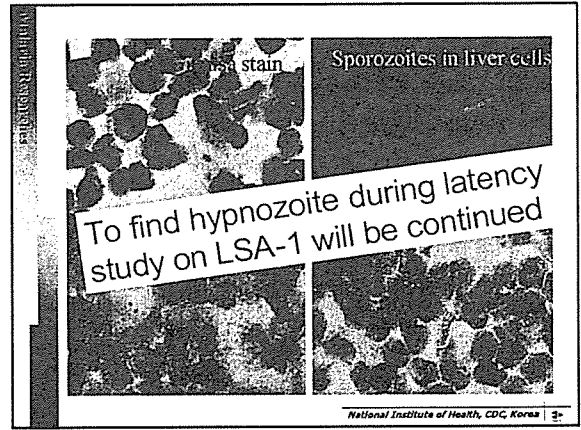 stain
Sporozoites in liver cells
To find hypnozoite during latency
study on LSA-1 will be continued
National Institute of Health, CDC, Korea